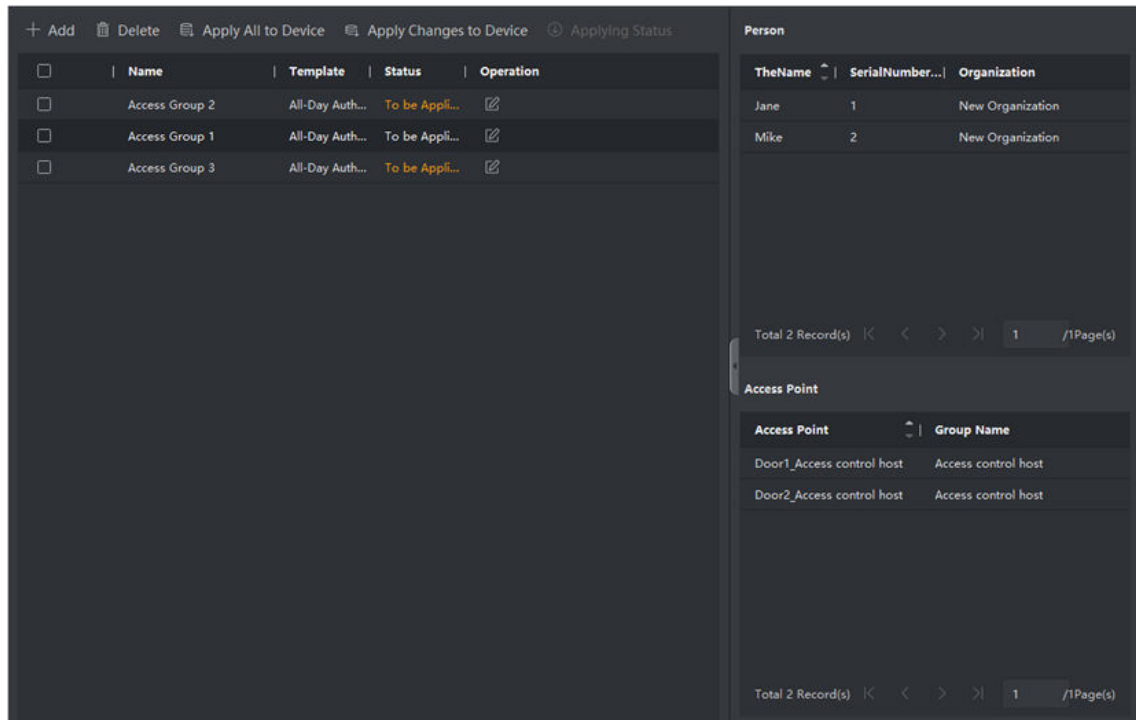 Add Delete Apply All to Device Apply Changes to Device Applying Status
Name | Template | Status | Operation
Access Group 2 All-Day Auth... To be Appli...
Access Group 1 All-Day Auth... To be Appli...
Access Group 3 All-Day Auth... To be Appli...
Person
TheName | SerialNumber...| Organization
Jane 1 New Organization
Mike 2 New Organization
Total 2 Record(s) 1 /1Page(s)
Access Point
Access Point | Group Name
Door1_Access control host Access control host
Door2_Access control host Access control host
Total 2 Record(s) 1 /1Page(s)